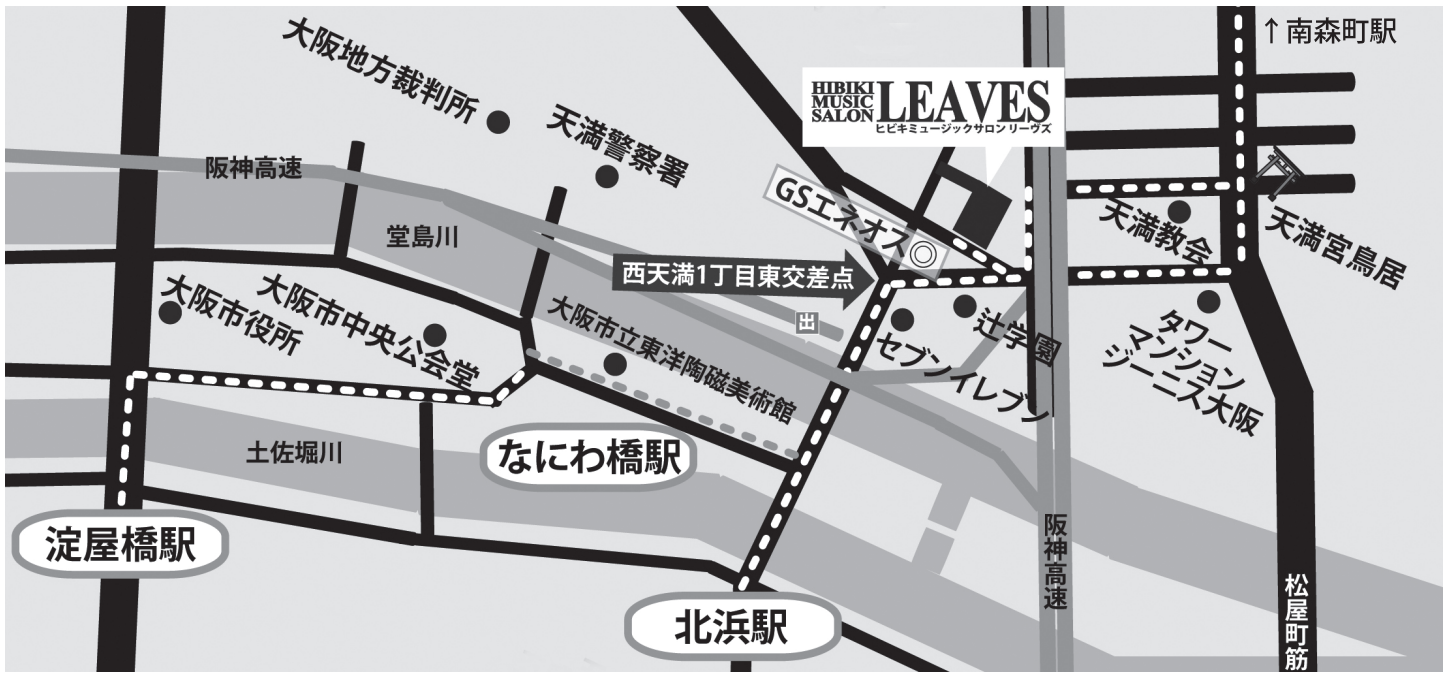 ↑南森町駅
大阪地方裁判所
天満警察署
HIBIKI
MUSIC
SALON
LEAVES
ヒビキミュージックサロン リーヴズ
阪神高速
GSエネオス
天満教会
天満宮鳥居
堂島川
西天満1丁目東交差点
大阪市役所
大阪市中央公会堂
大阪市立東洋陶磁美術館
出
セブンイレブン
辻学園
タワー
マンション
ジーニス大阪
土佐堀川
なにわ橋駅
淀屋橋駅
北浜駅
阪神高速
松屋町筋